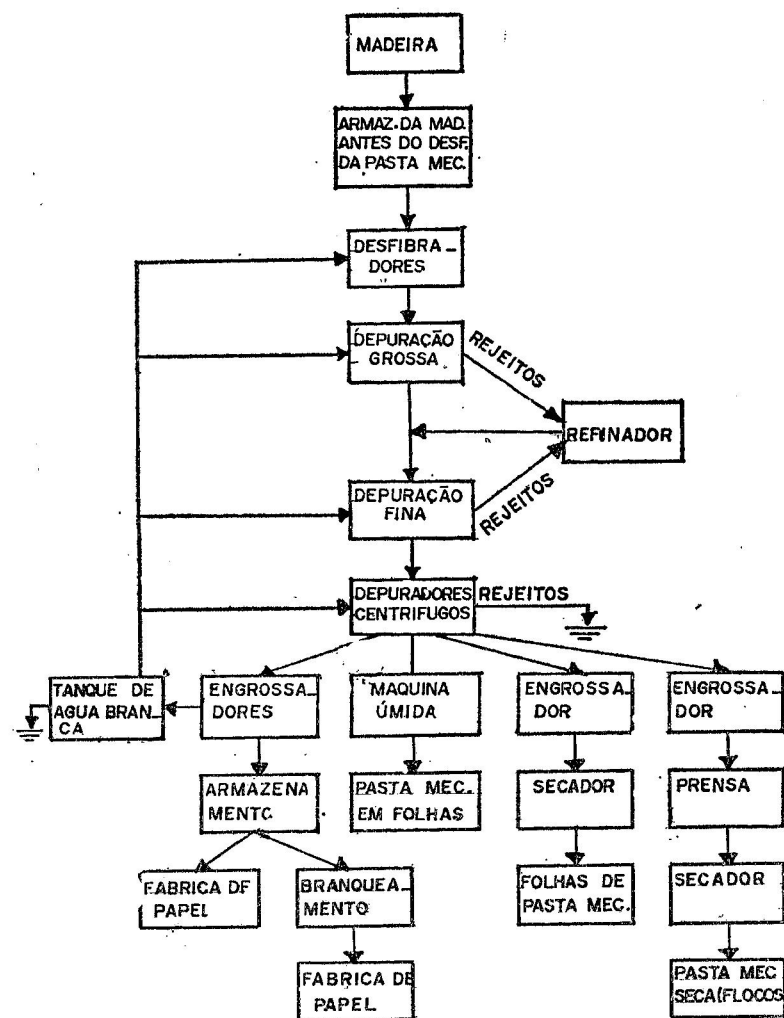 MADEIRA
ARMAZ. DA MAD.
ANTES DO DESF.
DA PASTA MEC.
DESFIBRA_
DORES
DEPURAÇÃO
GROSSA
REJEITOS
REFINADOR
DEPURAÇÃO
FINA
REJEITOS
DEPURADORES
CENTRIFUGOS
REJEITOS
TANQUE DE
AGUA BRAN_
CA
ENGROSSA_
DORES
MAQUINA
ÚMIDA
ENGROSSA_
DOR
ENGROSSA_
DOR
ARMAZENA
MENTO
PASTA MEC.
EM FOLHAS
SECADOR
PRENSA
FABRICA DE
PAPEL
BRANQUEA_
MENTO
FOLHAS DE
PASTA MEC.
SECADOR
FABRICA DE
PAPEL
PASTA MEC
SECA(FLOCOS